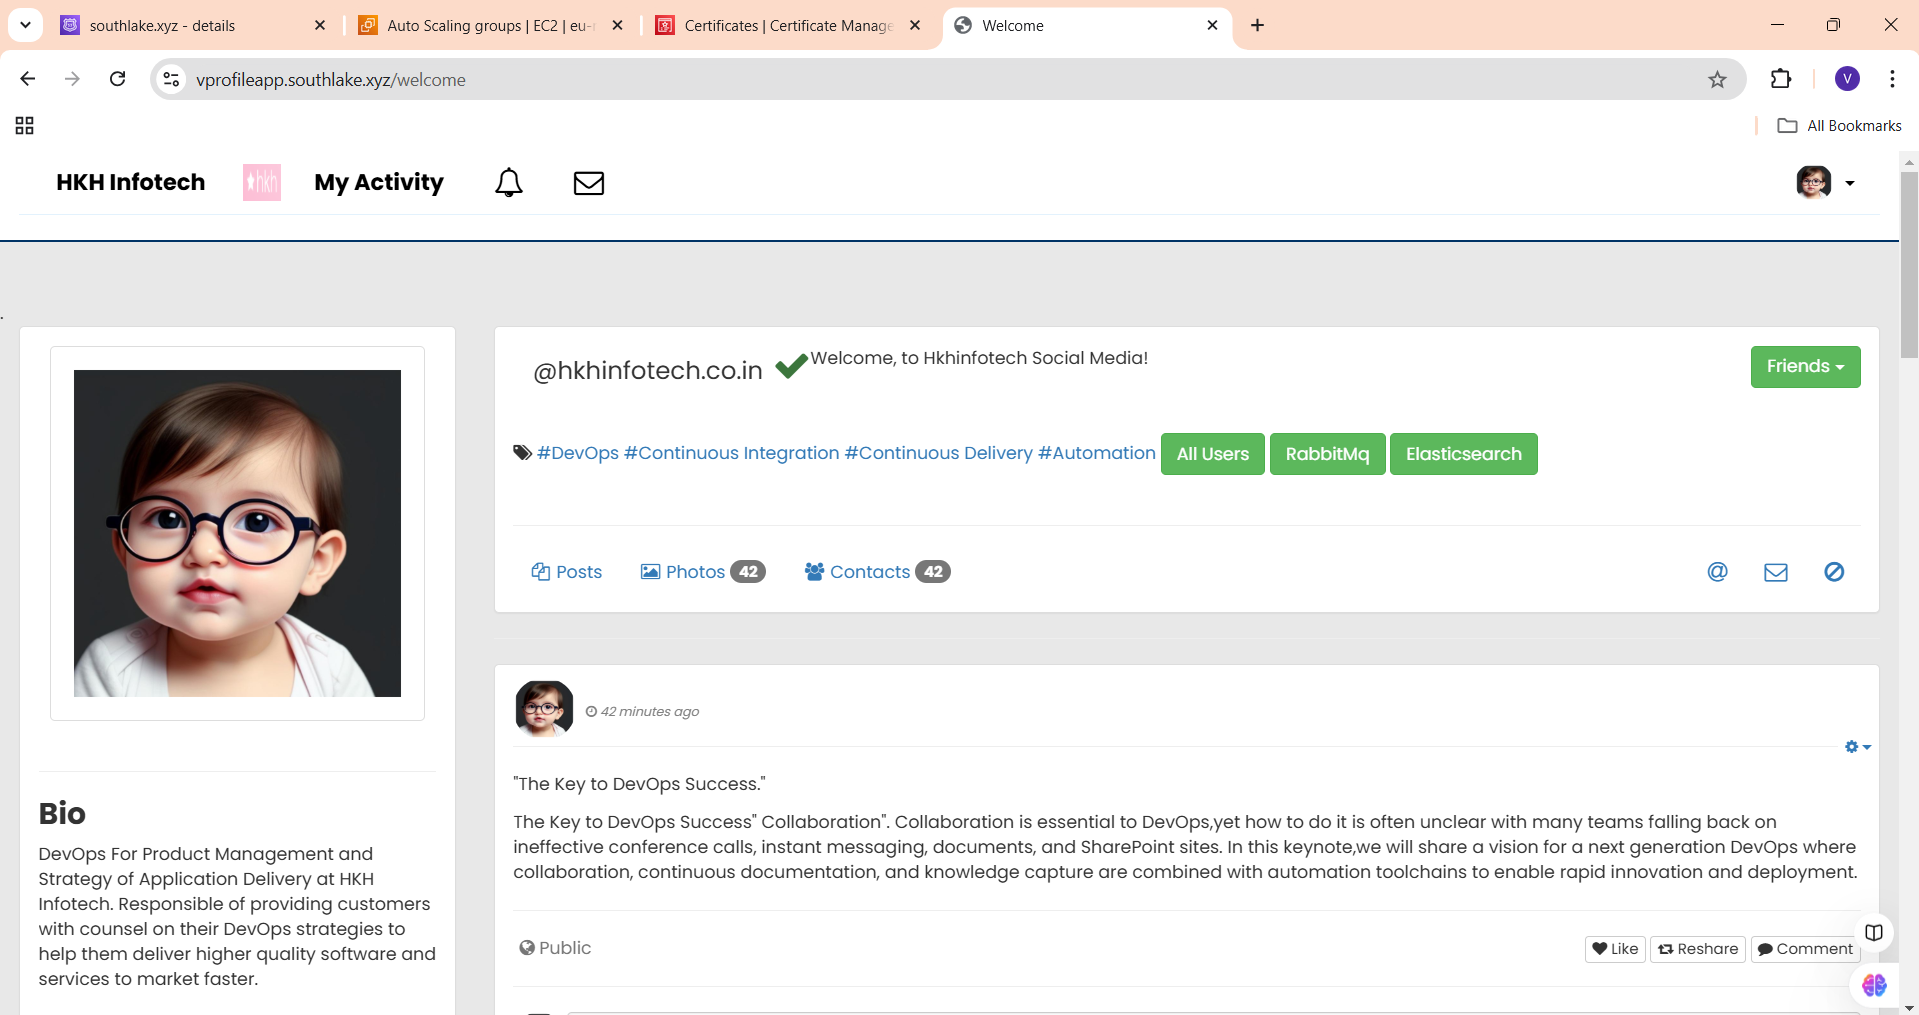 southlake.xyz - details
Auto Scaling groups | EC2 | eu-
Certificates | Certificate Manage
Welcome
vprofileapp.southlake.xyz/welcome
V
All Bookmarks
HKH Infotech
hkh
My Activity
.
@hkhinfotech.co.in
Welcome, to Hkhinfotech Social Media!
Friends
#DevOps #Continuous Integration #Continuous Delivery #Automation
All Users
RabbitMq
Elasticsearch
Posts
Photos 42
Contacts 42
@
42 minutes ago
"The Key to DevOps Success."
The Key to DevOps Success" Collaboration". Collaboration is essential to DevOps,yet how to do it is often unclear with many teams falling back on
ineffective conference calls, instant messaging, documents, and SharePoint sites. In this keynote,we will share a vision for a next generation DevOps where
collaboration, continuous documentation, and knowledge capture are combined with automation toolchains to enable rapid innovation and deployment.
Public
Like
Reshare
Comment
Bio
DevOps For Product Management and
Strategy of Application Delivery at HKH
Infotech. Responsible of providing customers
with counsel on their DevOps strategies to
help them deliver higher quality software and
services to market faster.